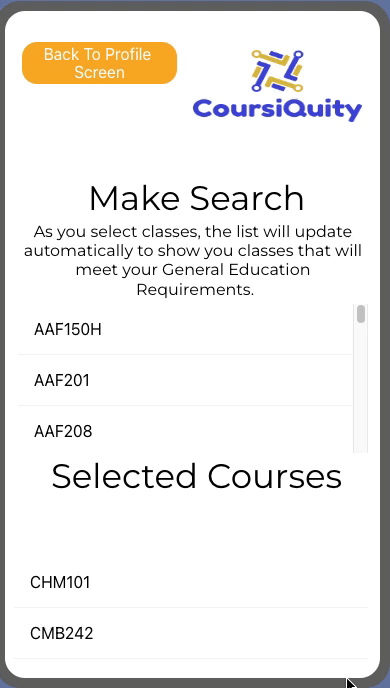 Back To Profile
Screen
CoursiQuity
Make Search
As you select classes, the list will update
automatically to show you classes that will
meet your General Education
Requirements.
AAF150H
AAF201
AAF208
Selected Courses
CHM101
CMB242